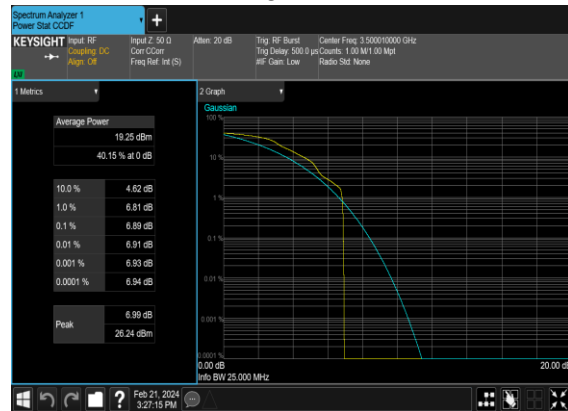 Spectrum Analyzer 1
Power Stat CCDF
+
KEYSIGHT
Input: RF
Coupling: DC
Align: Off
Input Z: 50 Ω
Corr CCorr
Freq Ref: Int (S)
Atten: 20 dB
Trig: RF Burst
Trig Delay: 500.0 µs
#IF Gain: Low
Center Freq: 3.500010000 GHz
Counts: 1.00 M/1.00 Mpt
Radio Std: None
1 Metrics
Average Power
19.25 dBm
40.15 % at 0 dB
10.0 % 4.62 dB
1.0 % 6.81 dB
0.1 % 6.89 dB
0.01 % 6.91 dB
0.001 % 6.93 dB
0.0001 % 6.94 dB
Peak
6.99 dB
26.24 dBm
2 Graph
Gaussian
100 %
10 %
1 %
0.1 %
0.01 %
0.001 %
0.0001 %
0.00 dB
20.00 dB
Info BW 25.000 MHz
?
Feb 21, 2024
3:27:15 PM